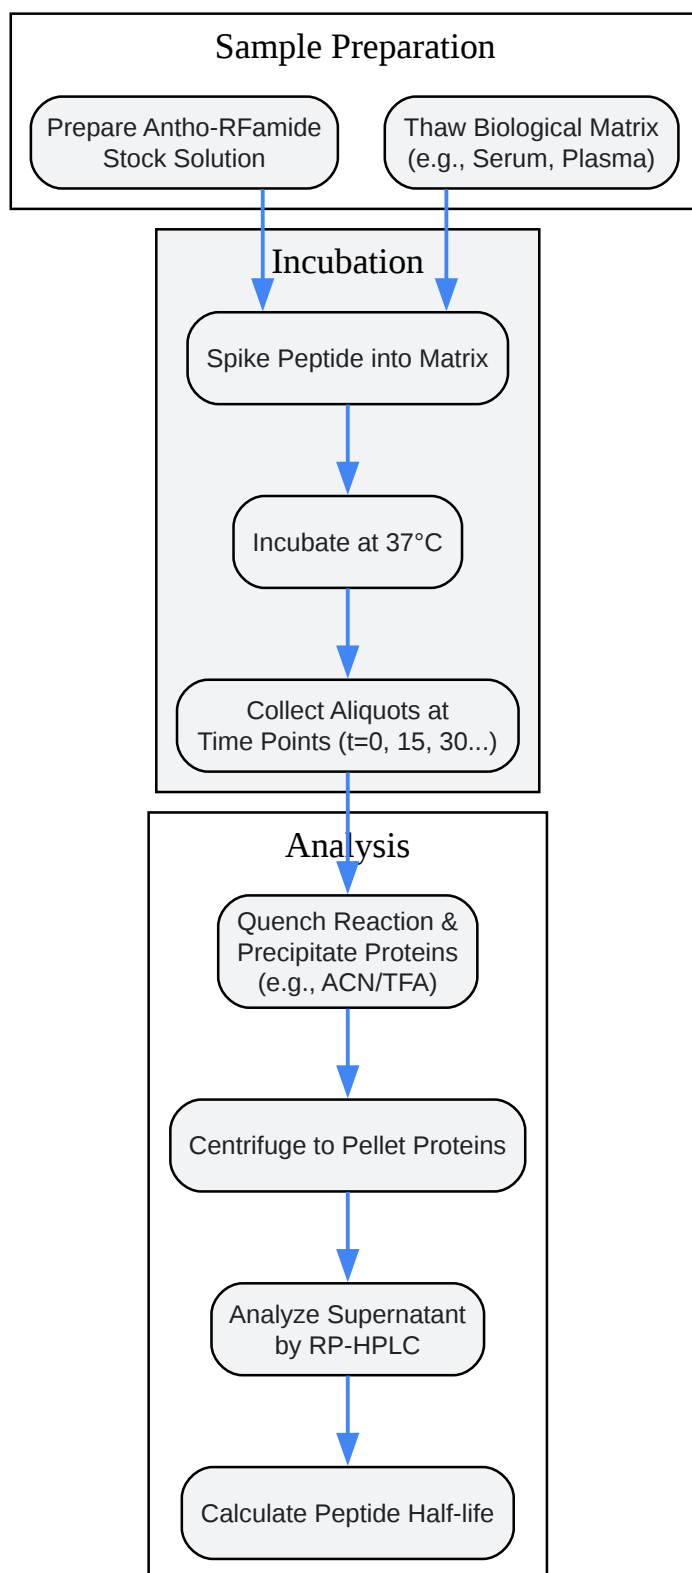 Sample Preparation
Prepare Antho-RFamide
Stock Solution
Thaw Biological Matrix
(e.g., Serum, Plasma)
Incubation
Spike Peptide into Matrix
Incubate at 37°C
Collect Aliquots at
Time Points (t=0, 15, 30...)
Analysis
Quench Reaction &
Precipitate Proteins
(e.g., ACN/TFA)
Centrifuge to Pellet Proteins
Analyze Supernatant
by RP-HPLC
Calculate Peptide Half-life